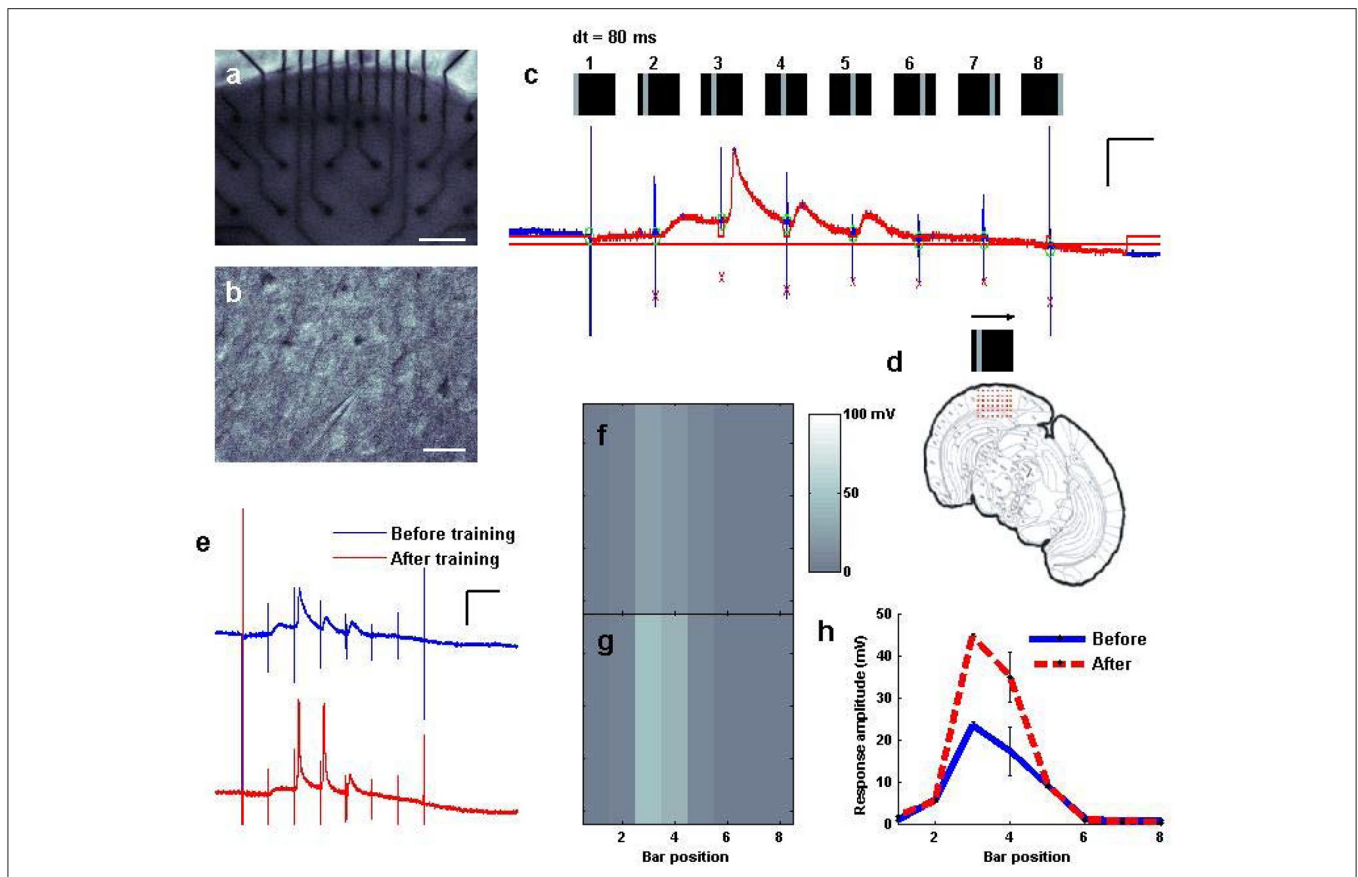 a
b
c
dt = 80 ms
1 2 3 4 5 6 7 8
d
e
Before training
After training
f
100 mV
50
0
g
2 4 6 8
Bar position
h
Before
After
Response amplitude (mV)
50
40
30
20
10
0
2 4 6 8
Bar position